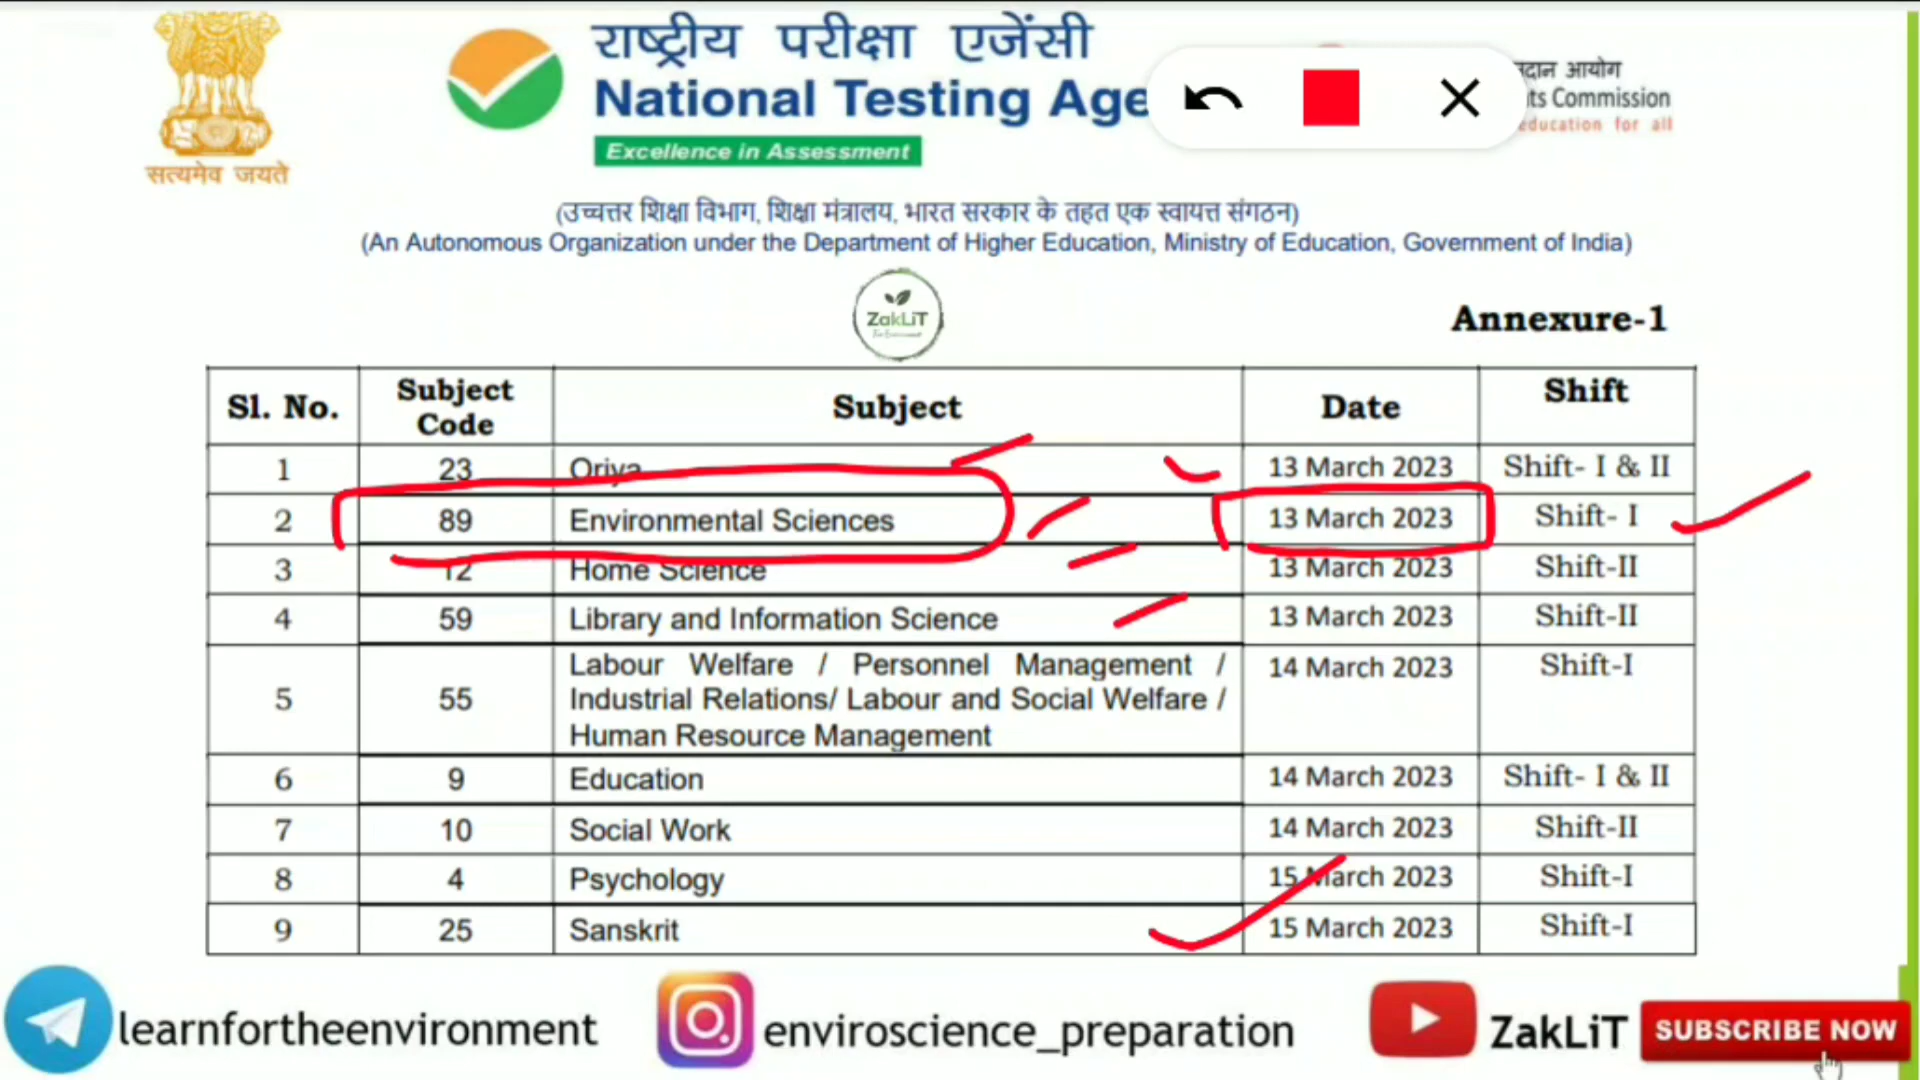 राष्ट्रीय परीक्षा एजेंसी
National Testing Age
Excellence in Assessment
सत्यमेव जयते
आयोग
ts Commission
education for all
(उच्चतर शिक्षा विभाग, शिक्षा मंत्रालय, भारत सरकार के तहत एक स्वायत्त संगठन)
(An Autonomous Organization under the Department of Higher Education, Ministry of Education, Government of India)
ZakLiT
Annexure-1
Sl. No. Subject Code Subject Date Shift
1 23 Oriya 13 March 2023 Shift- I & II
2 89 Environmental Sciences 13 March 2023 Shift- I
3 12 Home Science 13 March 2023 Shift-II
4 59 Library and Information Science 13 March 2023 Shift-II
5 55 Labour Welfare / Personnel Management / 14 March 2023 Shift-I
Industrial Relations/ Labour and Social Welfare /
Human Resource Management
6 9 Education 14 March 2023 Shift- I & II
7 10 Social Work 14 March 2023 Shift-II
8 4 Psychology 15 March 2023 Shift-I
9 25 Sanskrit 15 March 2023 Shift-I
learnfortheenvironment enviroscience_preparation ZakLiT SUBSCRIBE NOW